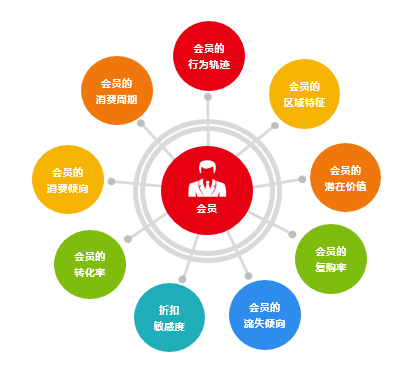 会员的
行为轨迹
会员的
区域特征
会员的
潜在价值
会员的
复购率
会员的
流失倾向
折扣
敏感度
会员的
转化率
会员的
消费倾向
会员的
消费周期
会员